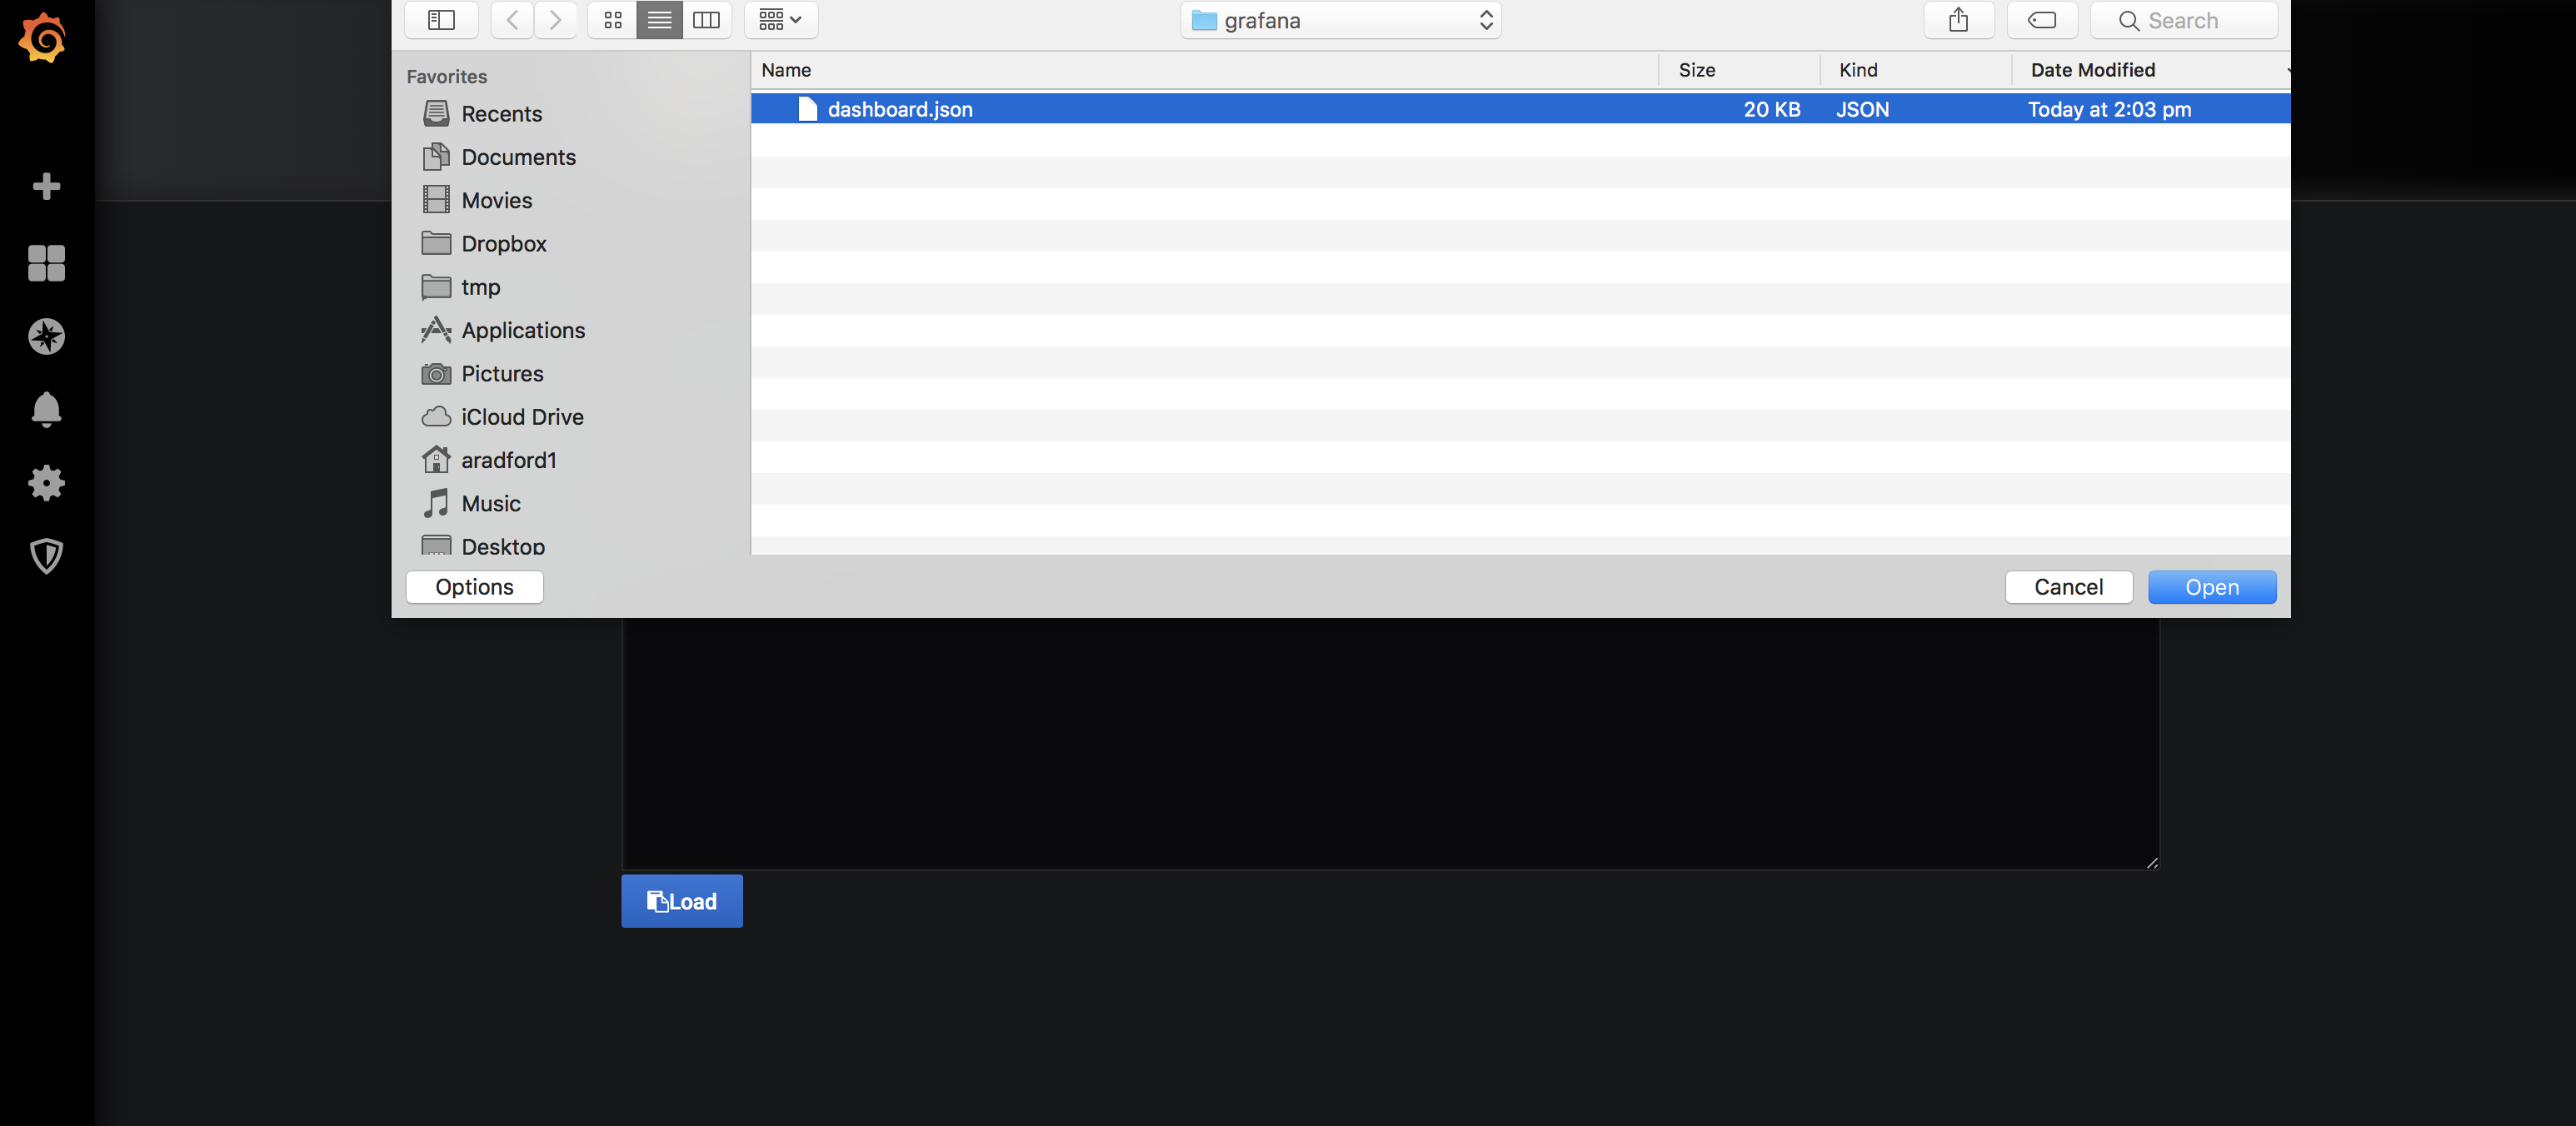 grafana
Search
Favorites
Recents
Documents
Movies
Dropbox
tmp
Applications
Pictures
iCloud Drive
aradford1
Music
Desktop
Name Size Kind Date Modified
dashboard.json 20 KB JSON Today at 2:03 pm
Options Cancel Open
Load